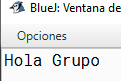 BlueJ: Ventana de
Opciones
Hola Grupo